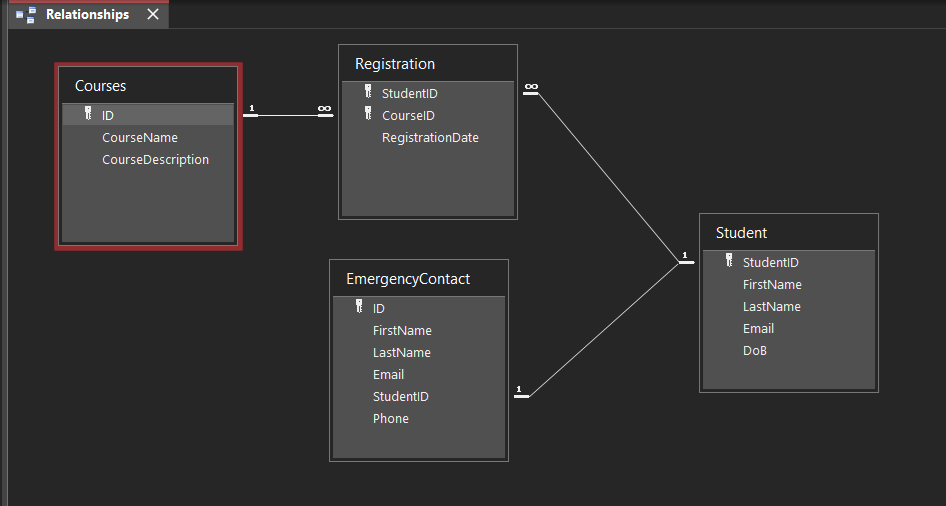 Relationships
Courses
ID
CourseName
CourseDescription
1
∞
Registration
StudentID
CourseID
RegistrationDate
∞
EmergencyContact
ID
FirstName
LastName
Email
StudentID
Phone
1
1
Student
StudentID
FirstName
LastName
Email
DoB